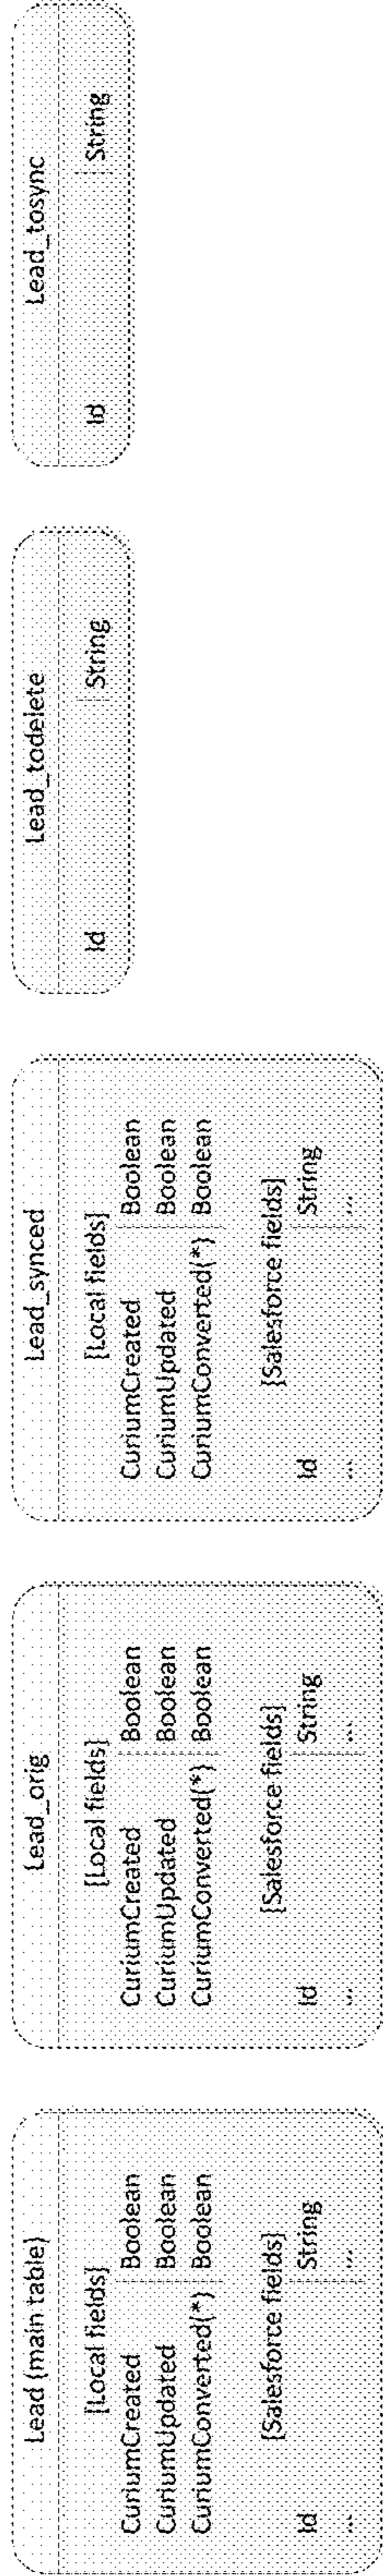 Lead (main table)
[Local fields]
CuriumCreated Boolean
CuriumUpdated Boolean
CuriumConverted(*) Boolean
[Salesforce fields]
Id String
... ...
Lead_orig
[Local fields]
CuriumCreated Boolean
CuriumUpdated Boolean
CuriumConverted(*) Boolean
[Salesforce fields]
Id String
... ...
Lead_synced
[Local fields]
CuriumCreated Boolean
CuriumUpdated Boolean
CuriumConverted(*) Boolean
[Salesforce fields]
Id String
... ...
Lead_todelete
Id String
Lead_tosync
Id String